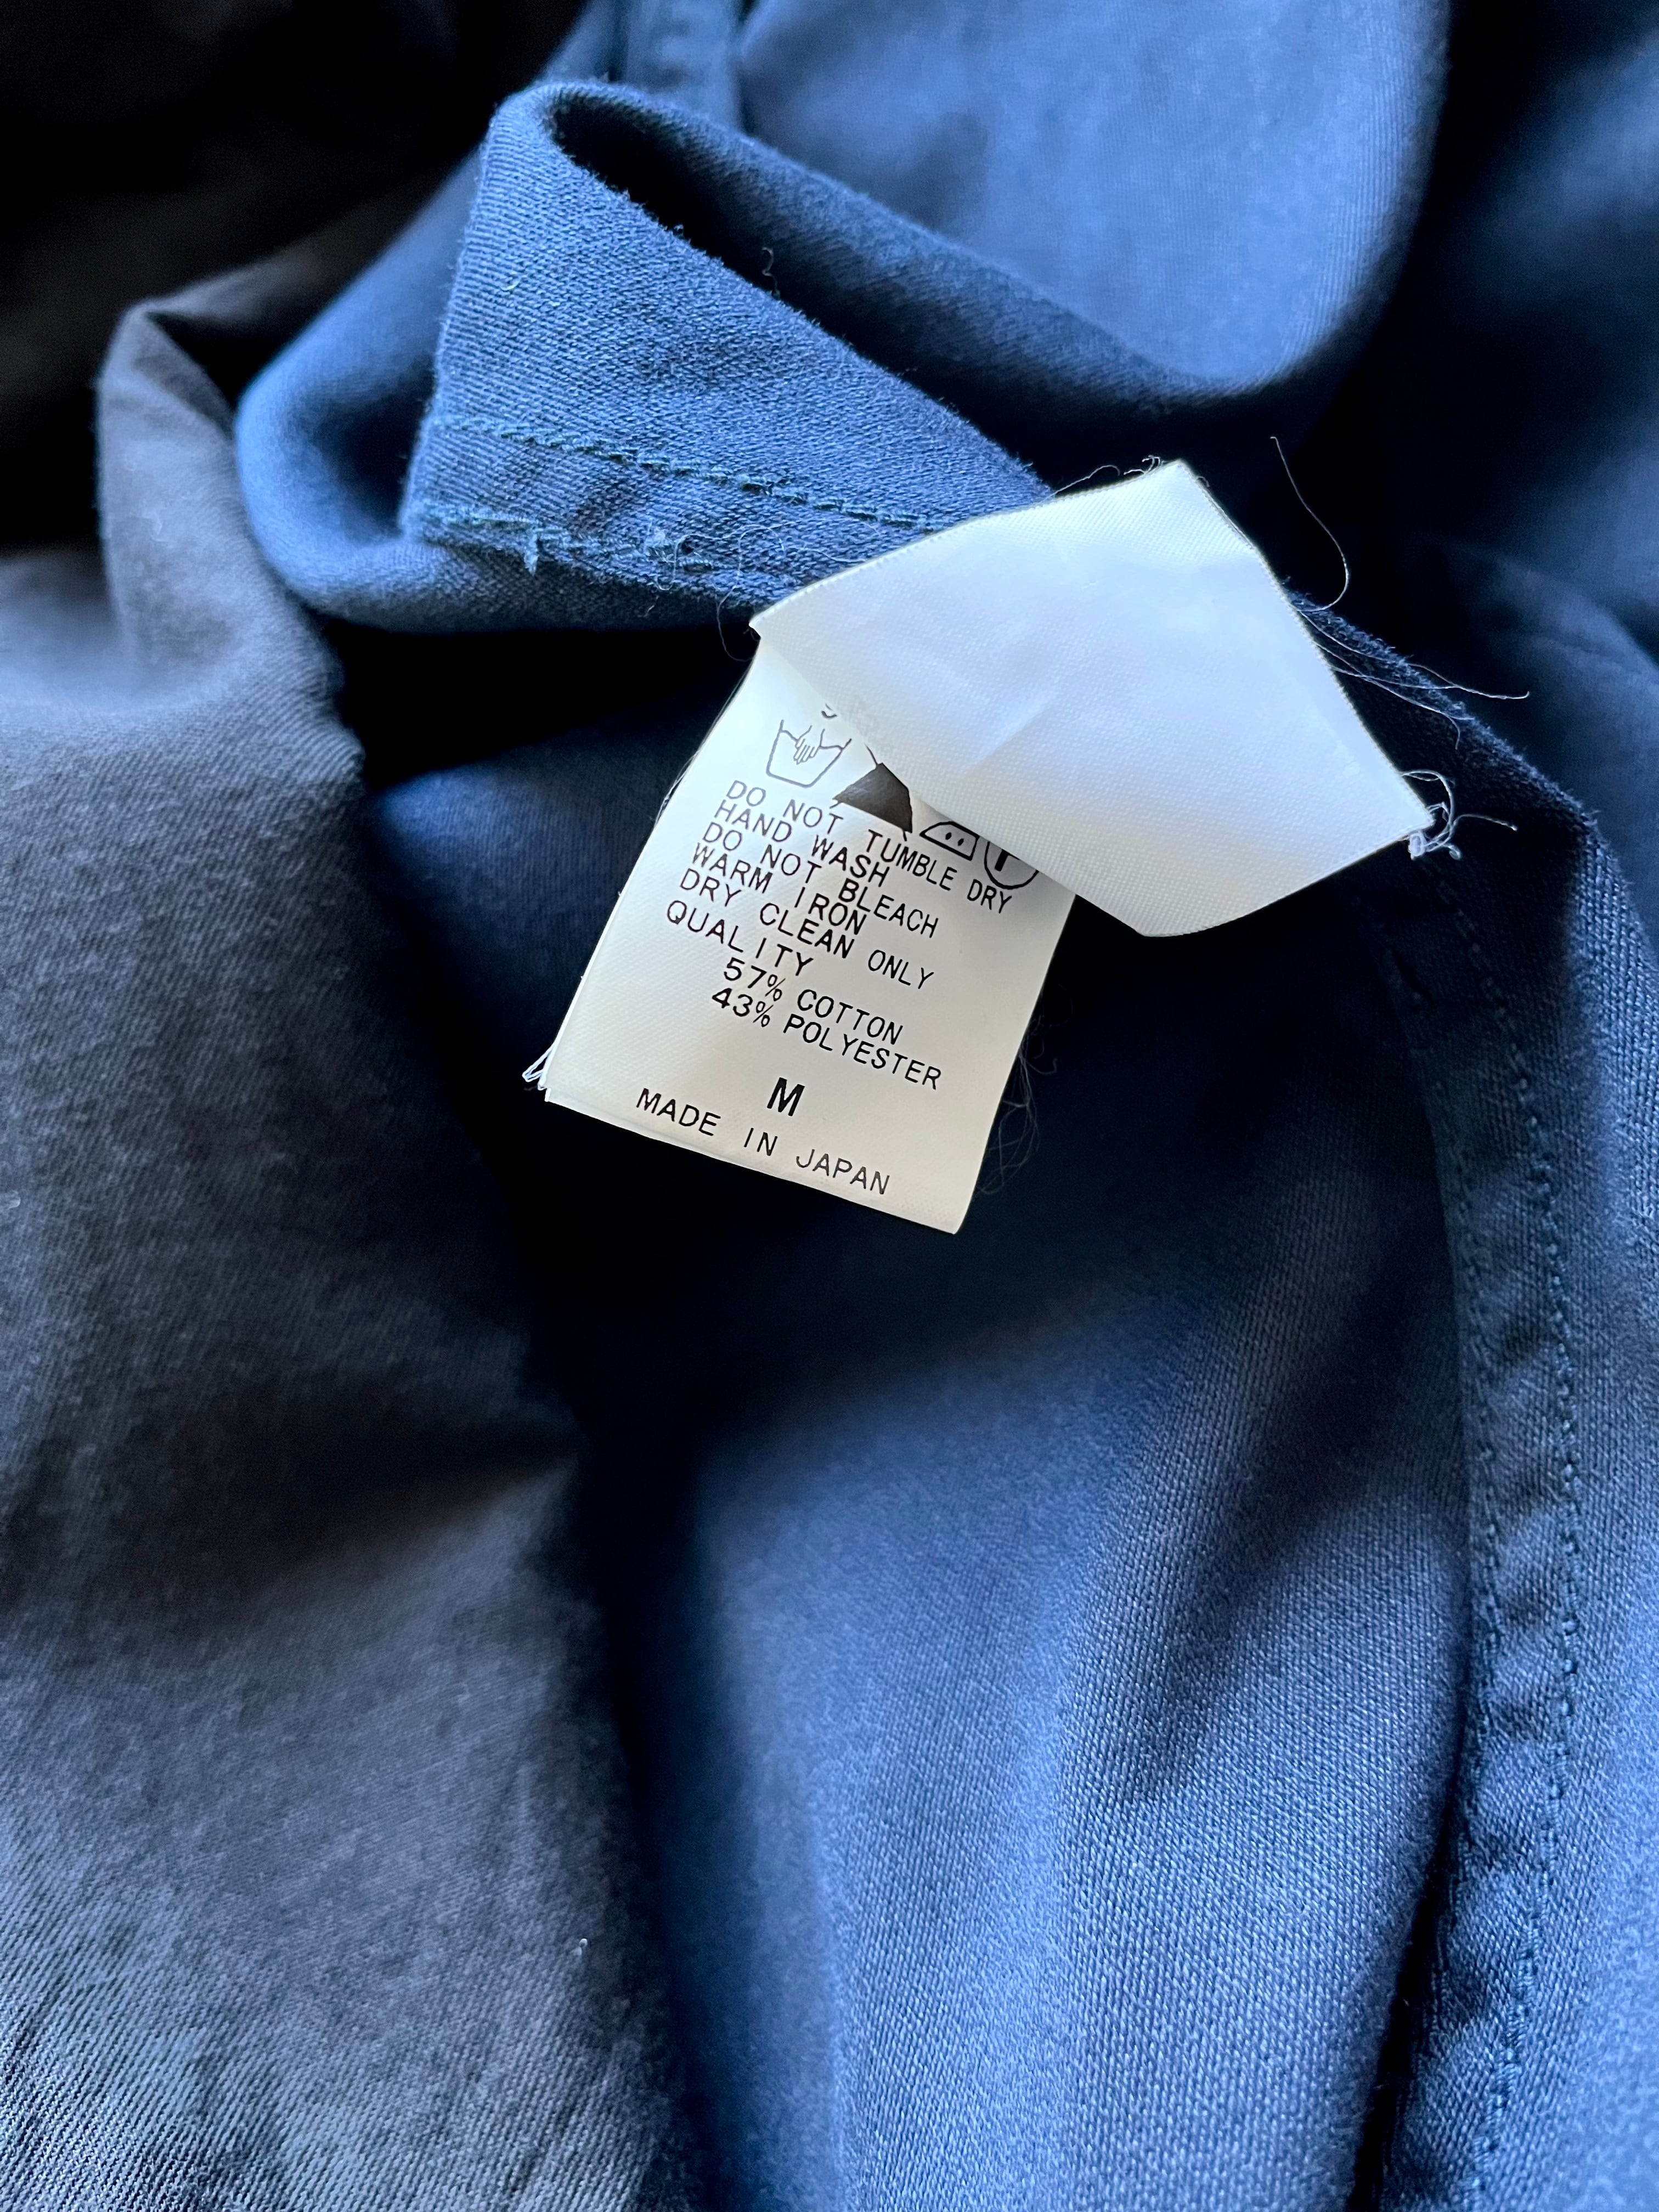 DO NOT TUMBLE DRY
HAND WASH
DO NOT BLEACH
WARM IRON
DRY CLEAN ONLY
QUALITY
57% COTTON
43% POLYESTER
M
MADE IN JAPAN